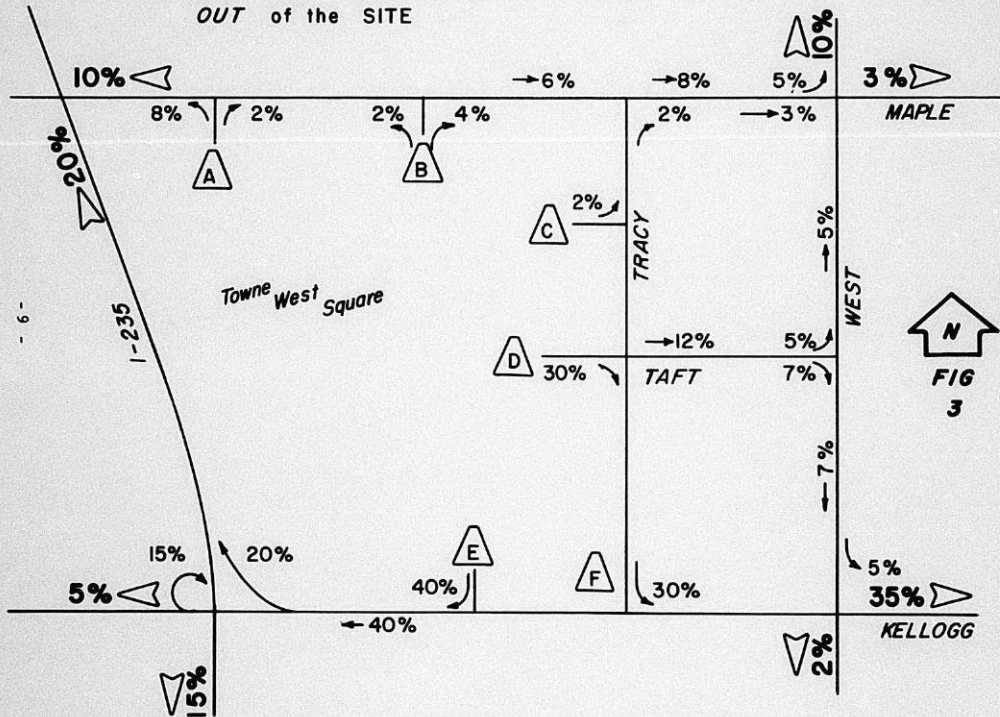 OUT of the SITE
10%
→6%
→8%
5%
10%
3%
8%
2%
2%
4%
2%
→3%
MAPLE
20%
A
B
2%
C
TRACY
→5%
WEST
Towne West Square
I-235
- 6 -
N
D
→12%
5%
30%
TAFT
7%
FIG
3
←7%
15%
20%
E
F
5%
5%
40%
30%
35%
←40%
KELLOGG
15%
2%